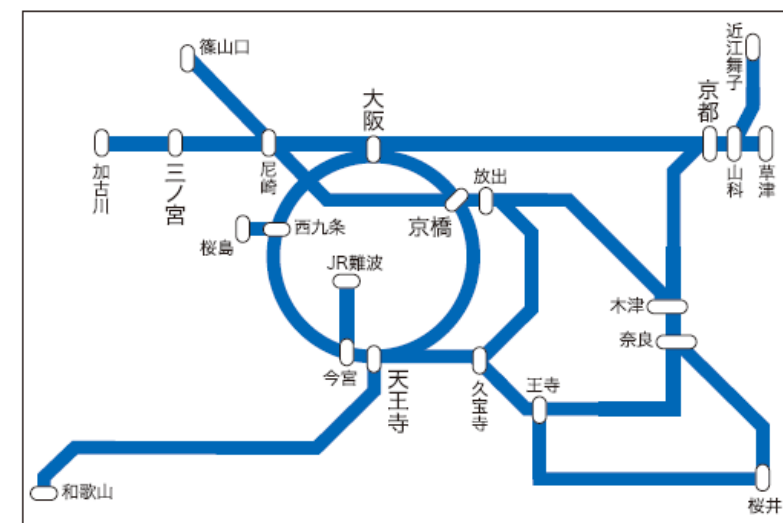 篠山口
近江舞子
大阪
京都
加古川
三ノ宮
尼崎
放出
山科
草津
桜島
西九条
京橋
JR難波
木津
奈良
今宮
天王寺
久宝寺
王寺
和歌山
桜井